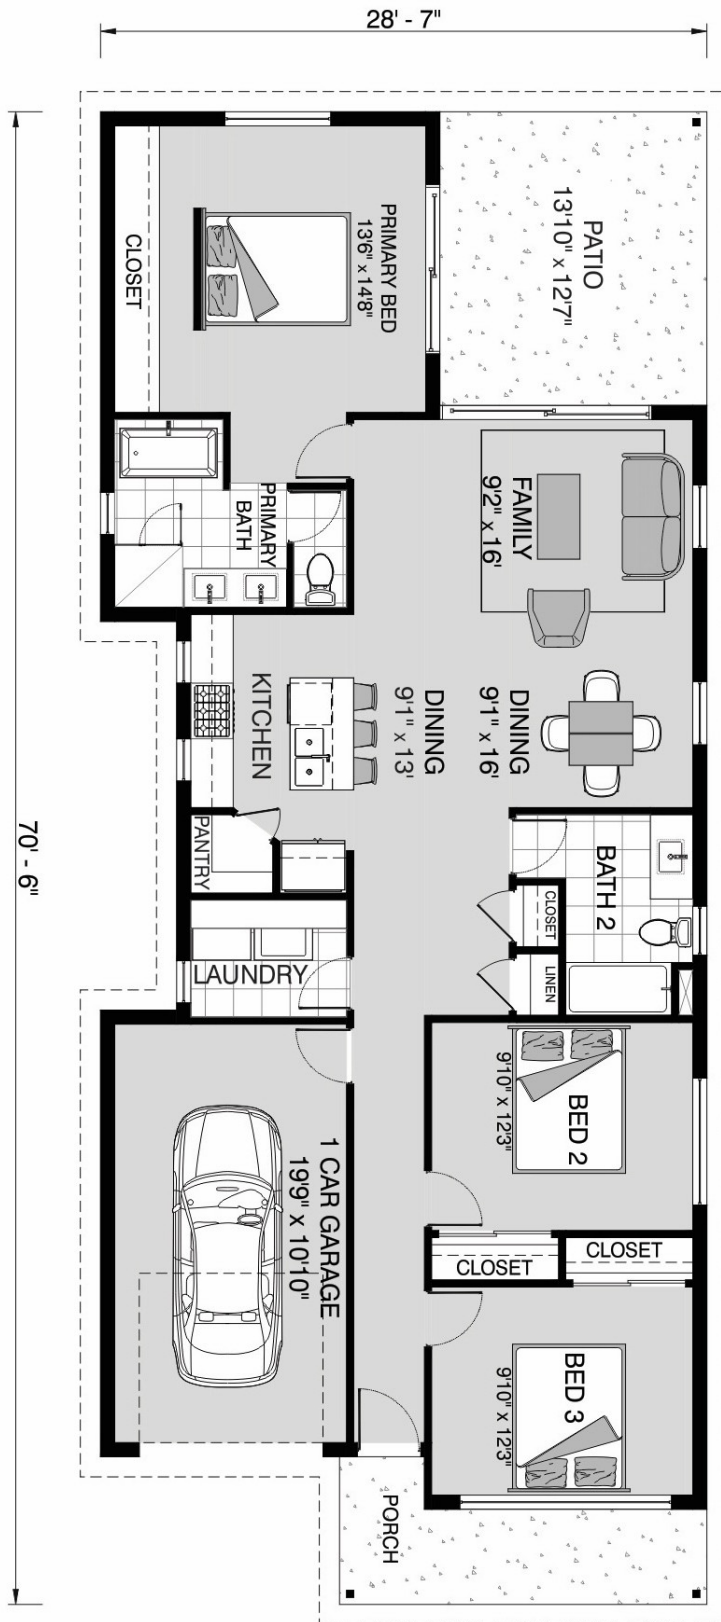 28' - 7"
PATIO
13'10" x 12'7"
PRIMARY BED
13'6" x 14'8"
CLOSET
FAMILY
9'2" x 16'
PRIMARY
BATH
KITCHEN
DINING
9'1" x 13'
DINING
9'1" x 16'
70' - 6"
PANTRY
BATH 2
CLOSET
LINEN
LAUNDRY
BED 2
9'10" x 12'3"
1 CAR GARAGE
19'9" x 10'10"
CLOSET
CLOSET
BED 3
9'10" x 12'3"
PORCH